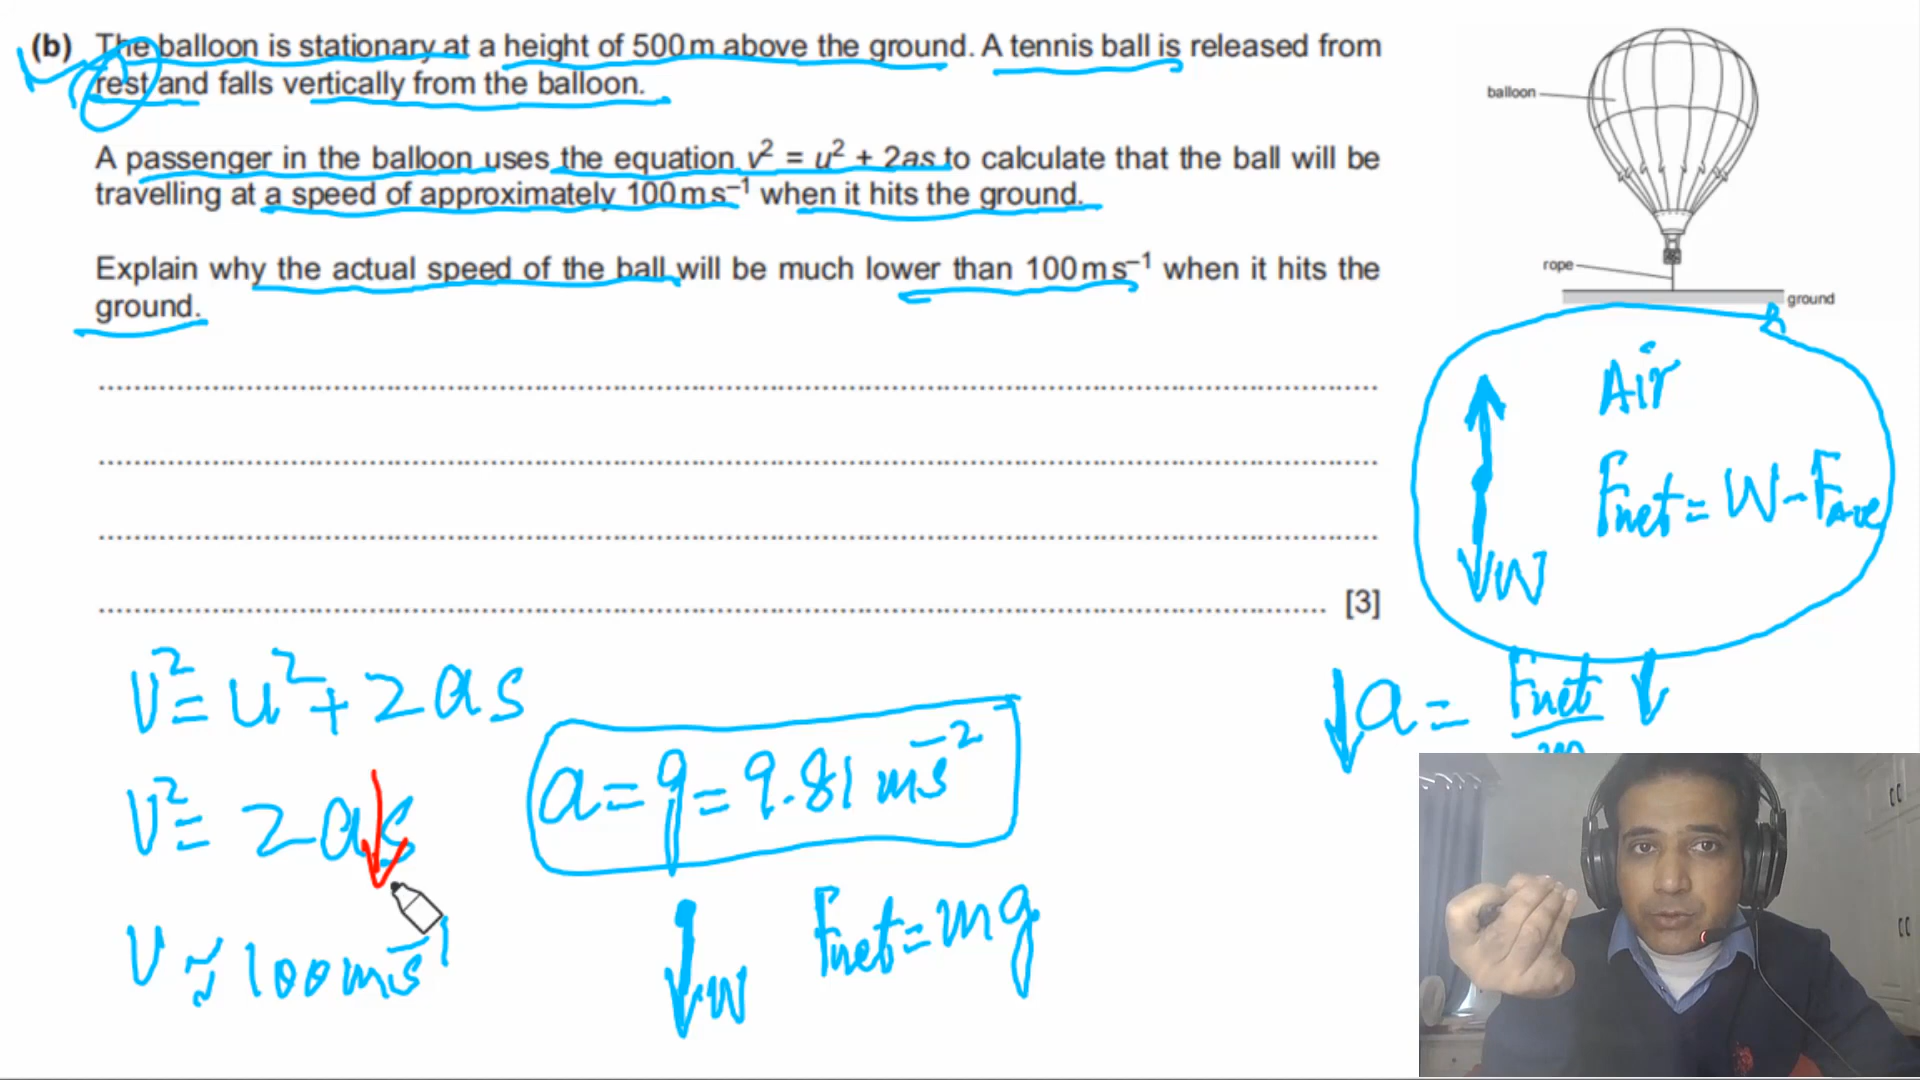 (b) The balloon is stationary at a height of 500 m above the ground. A tennis ball is released from
rest and falls vertically from the balloon.
A passenger in the balloon uses the equation v² = u² + 2as to calculate that the ball will be
travelling at a speed of approximately 100 m s⁻¹ when it hits the ground.
Explain why the actual speed of the ball will be much lower than 100 m s⁻¹ when it hits the
ground.
[3]
balloon
rope
ground
Air
Fnet = W - F
W
v² = u² + 2as
v² = 2as
v ≈ 100 ms⁻¹
a = g = 9.81 ms⁻²
W
Fnet = mg
a = Fnet